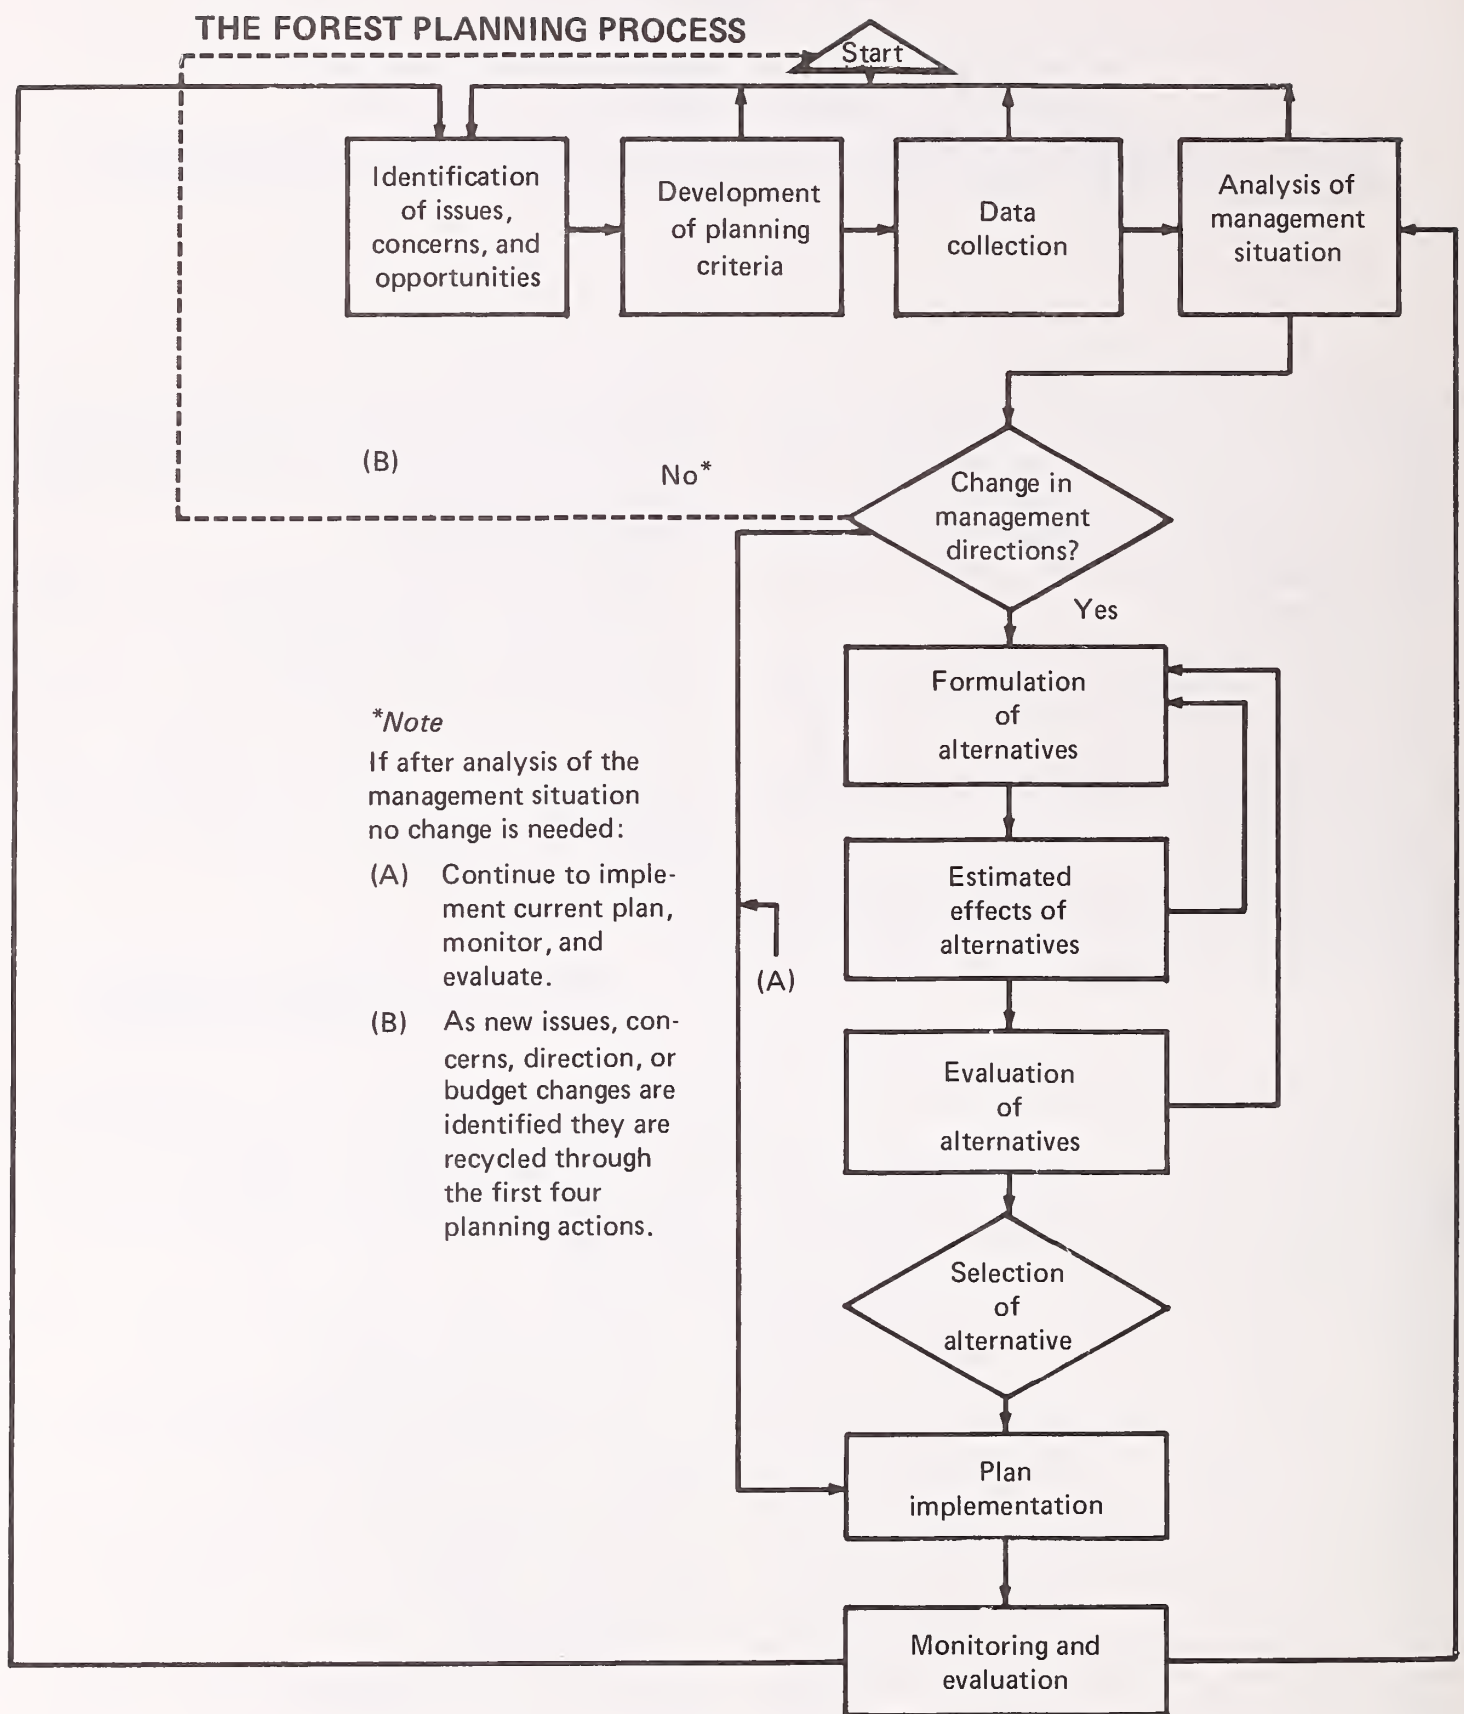 THE FOREST PLANNING PROCESS
Start
Identification
of issues,
concerns, and
opportunities
Development
of planning
criteria
Data
collection
Analysis of
management
situation
(B)
No*
Change in
management
directions?
Yes
Formulation
of
alternatives
*Note
If after analysis of the
management situation
no change is needed:
(A) Continue to imple-
ment current plan,
monitor, and
evaluate.
(B) As new issues, con-
cerns, direction, or
budget changes are
identified they are
recycled through
the first four
planning actions.
(A)
Estimated
effects of
alternatives
Evaluation
of
alternatives
Selection
of
alternative
Plan
implementation
Monitoring and
evaluation